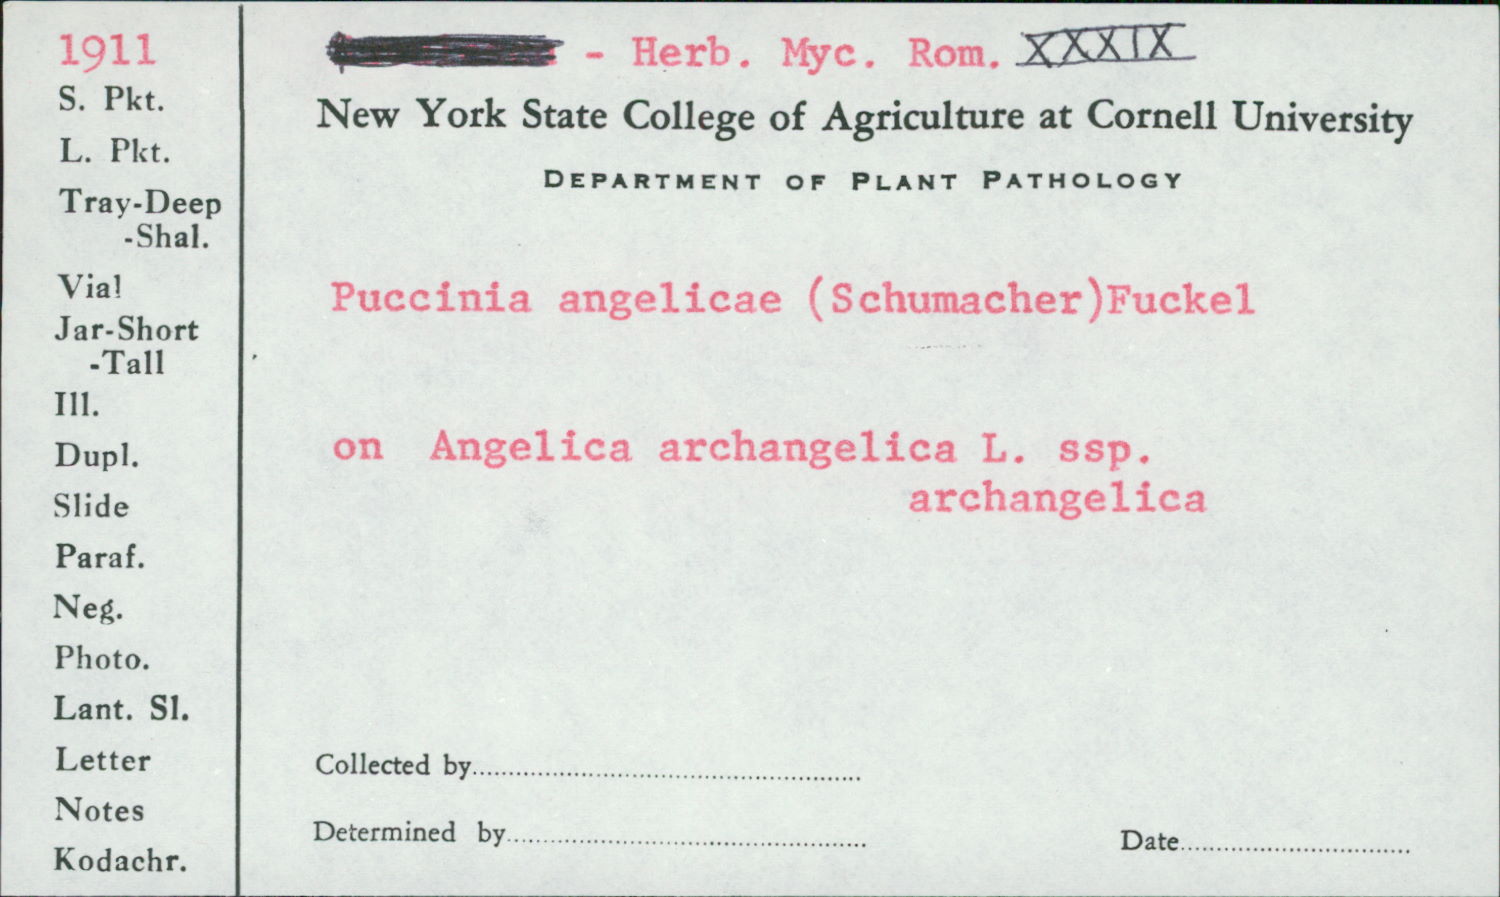 1911
S. Pkt.
L. Pkt.
Tray-Deep
-Shal.
Vial
Jar-Short
-Tall
Ill.
Dupl.
Slide
Paraf.
Neg.
Photo.
Lant. Sl.
Letter
Notes
Kodachr.
- Herb. Myc. Rom. XXXIX
New York State College of Agriculture at Cornell University
DEPARTMENT OF PLANT PATHOLOGY
Puccinia angelicae (Schumacher)Fuckel
on Angelica archangelica L. ssp.
archangelica
Collected by
Determined by
Date